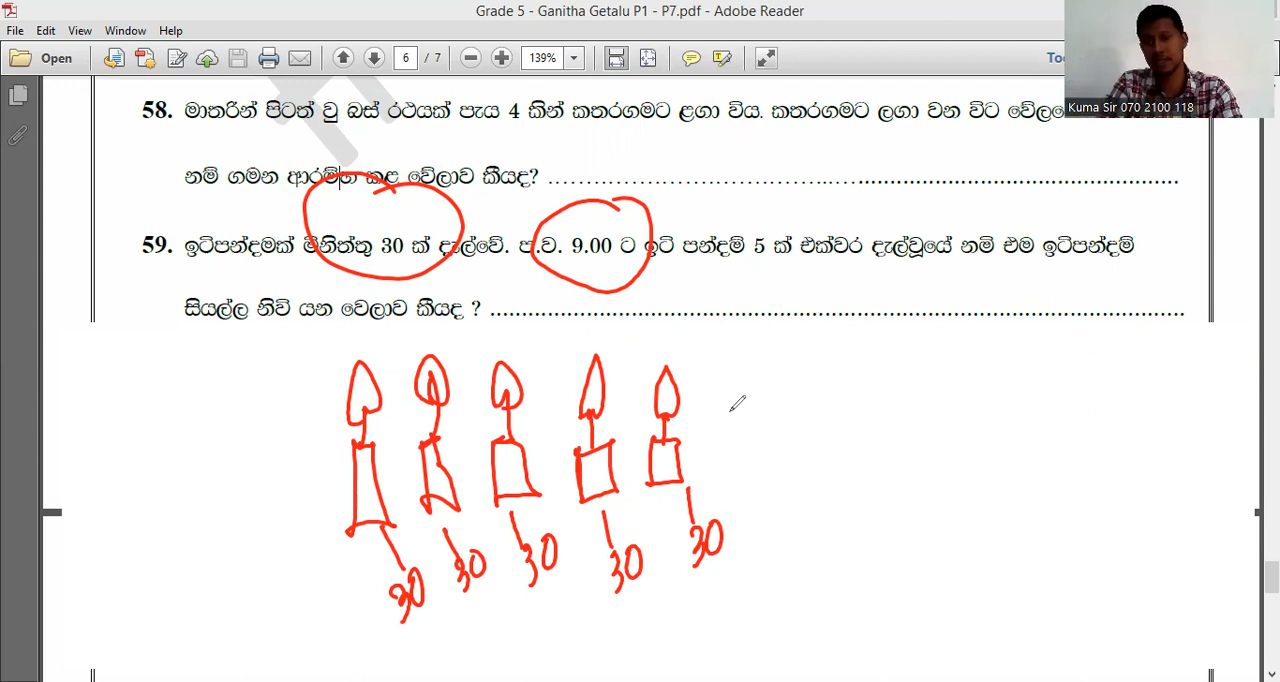 Grade 5 - Ganitha Getalu P1 - P7.pdf - Adobe Reader
File Edit View Window Help
Open 6 / 7 139%
Kuma Sir 070 2100 118
58. මාතරින් පිටත් වු බස් රථයක් පැය 4 කින් කතරගමට ළගා විය. කතරගමට ලගා වන විට
නම් ගමන ආරම්භ කළ වේලාව කීයද? ..............................
59. ඉටිපන්දමක් මිනිත්තු 30 ක් දැල්වේ. ප.ව. 9.00 ට ඉටි පන්දම් 5 ක් එක්වර දැල්වූයේ නම් එම ඉටිපන්දම්
සියල්ල නිවි යන වෙලාව කීයද ? ..............................
30 30 30 30 30